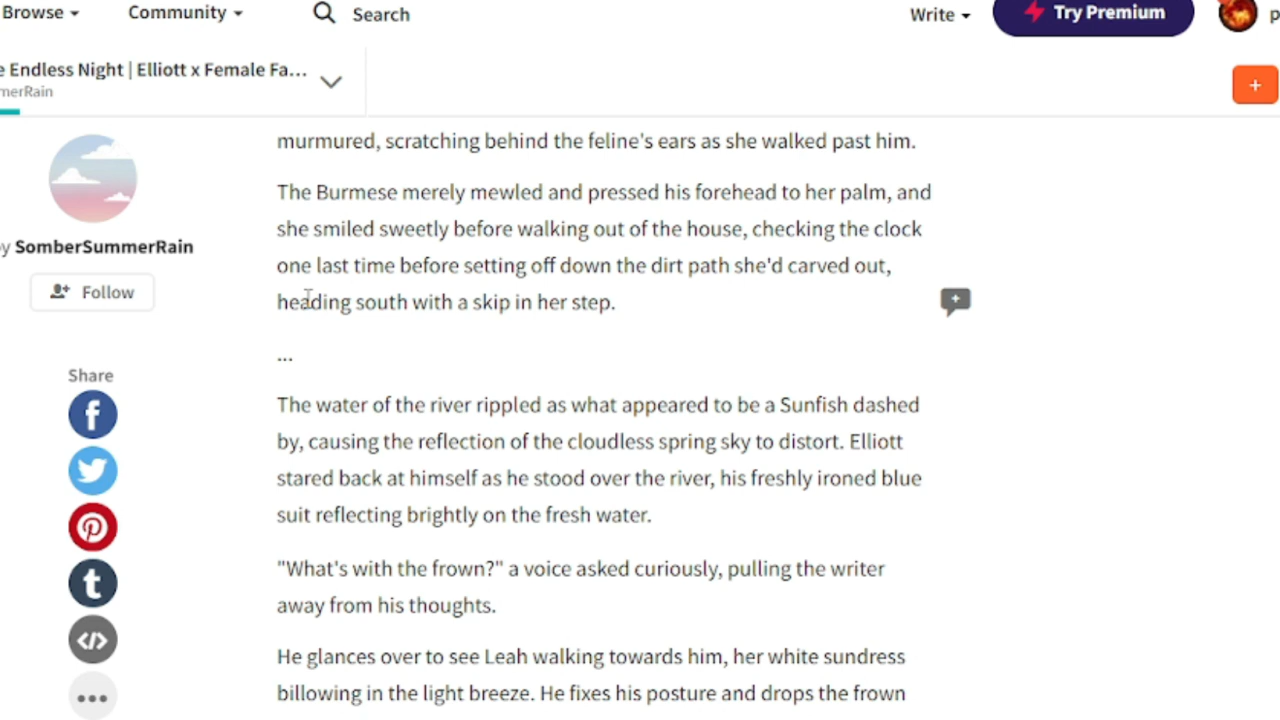 Browse
Community
Search
Write
Try Premium
p
e Endless Night | Elliott x Female Fa...
merRain
+
murmured, scratching behind the feline's ears as she walked past him.
The Burmese merely mewled and pressed his forehead to her palm, and
she smiled sweetly before walking out of the house, checking the clock
one last time before setting off down the dirt path she'd carved out,
heading south with a skip in her step.
+
...
The water of the river rippled as what appeared to be a Sunfish dashed
by, causing the reflection of the cloudless spring sky to distort. Elliott
stared back at himself as he stood over the river, his freshly ironed blue
suit reflecting brightly on the fresh water.
"What's with the frown?" a voice asked curiously, pulling the writer
away from his thoughts.
He glances over to see Leah walking towards him, her white sundress
billowing in the light breeze. He fixes his posture and drops the frown
by SomberSummerRain
Follow
Share